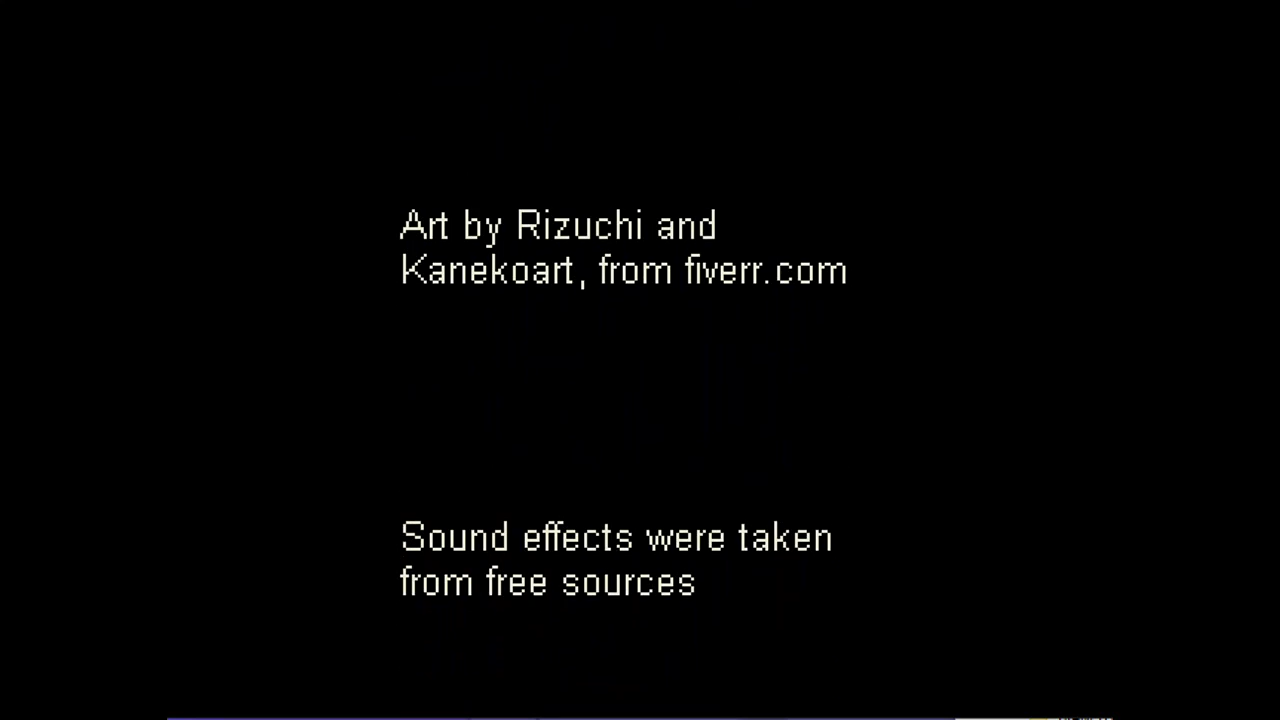 Art by Rizuchi and
Kanekoart, from fiverr.com
Sound effects were taken
from free sources